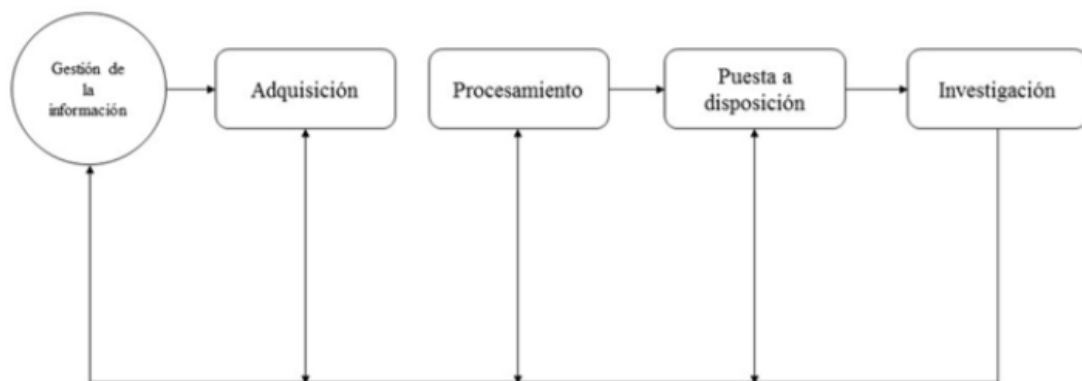 Gestión de
la
información
Adquisición
Procesamiento
Puesta a
disposición
Investigación